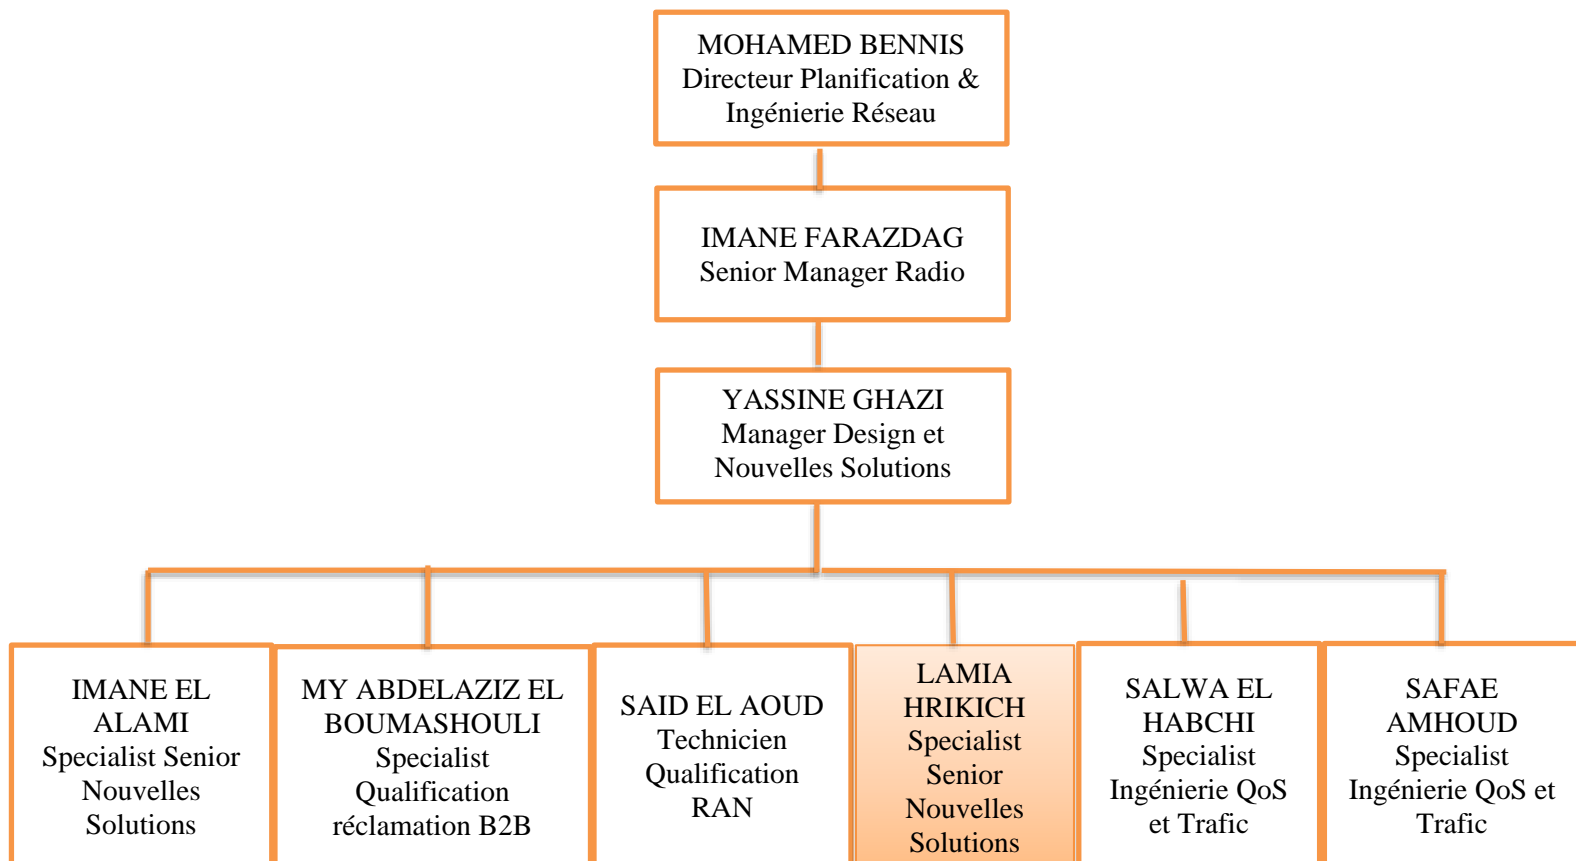 MOHAMED BENNIS
Directeur Planification &
Ingénierie Réseau
IMANE FARAZDAG
Senior Manager Radio
YASSINE GHAZI
Manager Design et
Nouvelles Solutions
IMANE EL
ALAMI
Specialist Senior
Nouvelles
Solutions
MY ABDELAZIZ EL
BOUMASHOULI
Specialist
Qualification
réclamation B2B
SAID EL AOUD
Technicien
Qualification
RAN
LAMIA
HRIKICH
Specialist
Senior
Nouvelles
Solutions
SALWA EL
HABCHI
Specialist
Ingénierie QoS
et Trafic
SAFAE
AMHOUD
Specialist
Ingénierie QoS et
Trafic